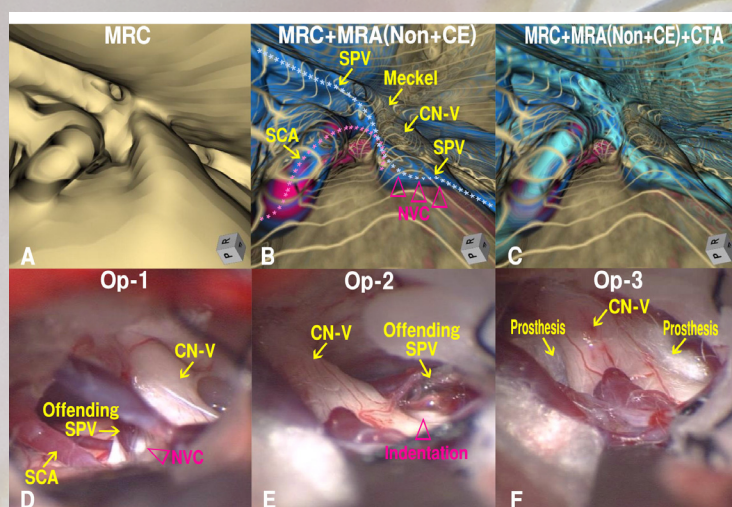 MRC
A
P R
MRC+MRA(Non+CE)
SPV
Meckel
CN-V
SCA
SPV
NVC
B
P R
MRC+MRA(Non+CE)+CTA
C
P R
Op-1
CN-V
Offending
SPV
NVC
SCA
D
Op-2
CN-V
Offending
SPV
Indentation
E
Op-3
CN-V
Prosthesis
Prosthesis
F